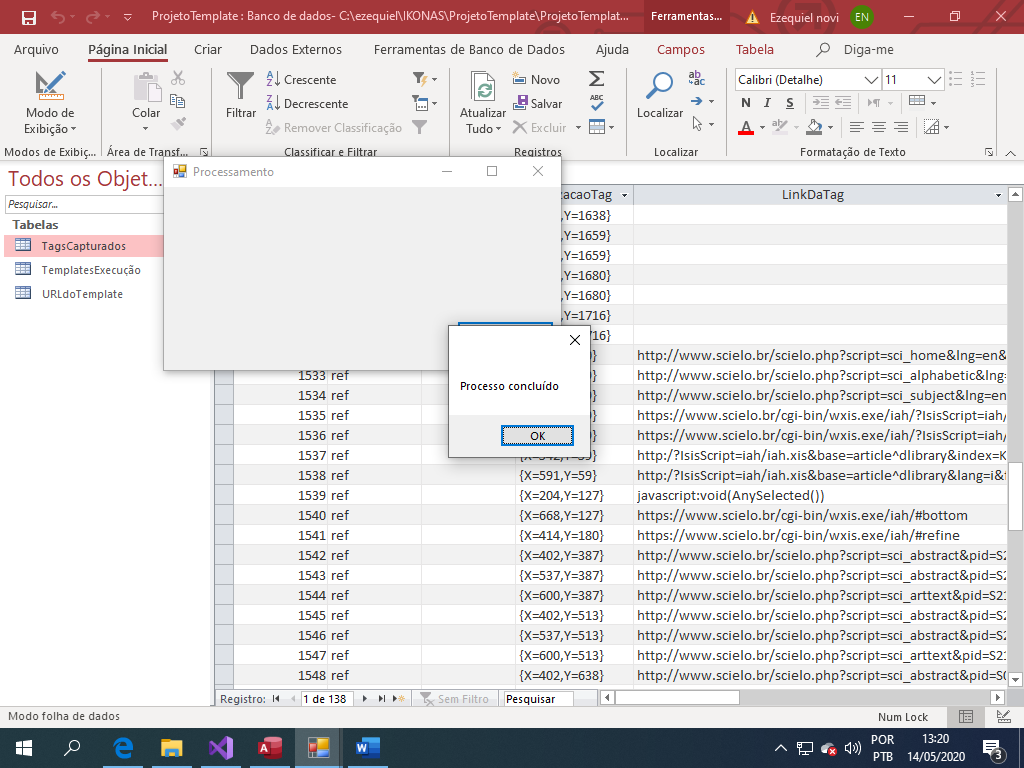 ProjetoTemplate : Banco de dados- C:\ezequiel\IKONAS\ProjetoTemplate\ProjetoTemplat...
Ferramentas...
Ezequiel novi
EN
Arquivo
Página Inicial
Criar
Dados Externos
Ferramentas de Banco de Dados
Ajuda
Campos
Tabela
Diga-me
Modo de Exibição
Modos de Exibiç...
Colar
Área de Transf...
Filtrar
Crescente
Decrescente
Remover Classificação
Classificar e Filtrar
Atualizar Tudo
Novo
Salvar
Excluir
Registros
Localizar
Localizar
Calibri (Detalhe)
11
N I S
Formatação de Texto
Todos os Objet...
Pesquisar...
Tabelas
TagsCapturados
TemplatesExecução
URLdoTemplate
Processamento
Processo concluído
OK
zacaoTag
LinkDaTag
,Y=1638}
,Y=1659}
,Y=1659}
,Y=1680}
,Y=1680}
,Y=1716}
716}
http://www.scielo.br/scielo.php?script=sci_home&lng=en&
1533 ref http://www.scielo.br/scielo.php?script=sci_alphabetic&lng=
1534 ref http://www.scielo.br/scielo.php?script=sci_subject&lng=en
1535 ref https://www.scielo.br/cgi-bin/wxis.exe/iah/?IsisScript=iah/
1536 ref https://www.scielo.br/cgi-bin/wxis.exe/iah/?IsisScript=iah/
1537 ref http:/?IsisScript=iah/iah.xis&base=article^dlibrary&index=K
1538 ref {X=591,Y=59} http:/?IsisScript=iah/iah.xis&base=article^dlibrary&lang=i&
1539 ref {X=204,Y=127} javascript:void(AnySelected())
1540 ref {X=668,Y=127} https://www.scielo.br/cgi-bin/wxis.exe/iah/#bottom
1541 ref {X=414,Y=180} https://www.scielo.br/cgi-bin/wxis.exe/iah/#refine
1542 ref {X=402,Y=387} http://www.scielo.br/scielo.php?script=sci_abstract&pid=S2
1543 ref {X=537,Y=387} http://www.scielo.br/scielo.php?script=sci_abstract&pid=S2
1544 ref {X=600,Y=387} http://www.scielo.br/scielo.php?script=sci_arttext&pid=S21
1545 ref {X=402,Y=513} http://www.scielo.br/scielo.php?script=sci_abstract&pid=S2
1546 ref {X=537,Y=513} http://www.scielo.br/scielo.php?script=sci_abstract&pid=S2
1547 ref {X=600,Y=513} http://www.scielo.br/scielo.php?script=sci_arttext&pid=S21
1548 ref {X=402,Y=638} http://www.scielo.br/scielo.php?script=sci_abstract&pid=S0
Registro:
1 de 138
Sem Filtro
Pesquisar
Modo folha de dados
Num Lock
POR
PTB
13:20
14/05/2020
3